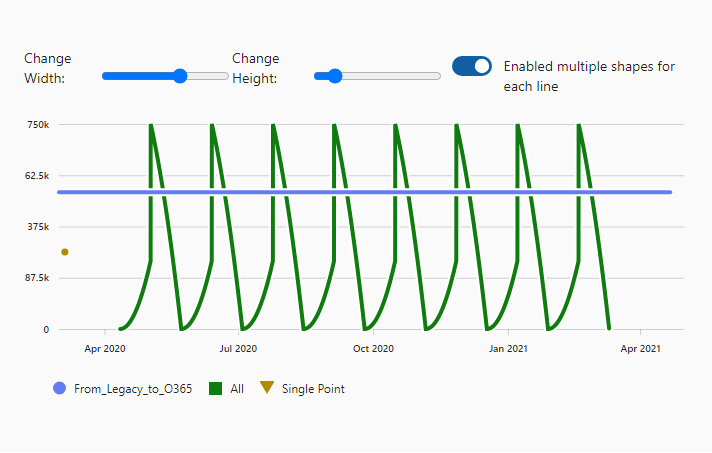 Change
Width:
Change
Height:
Enabled multiple shapes for
each line
750k
62.5k
375k
87.5k
0
Apr 2020
Jul 2020
Oct 2020
Jan 2021
Apr 2021
From_Legacy_to_O365
All
Single Point